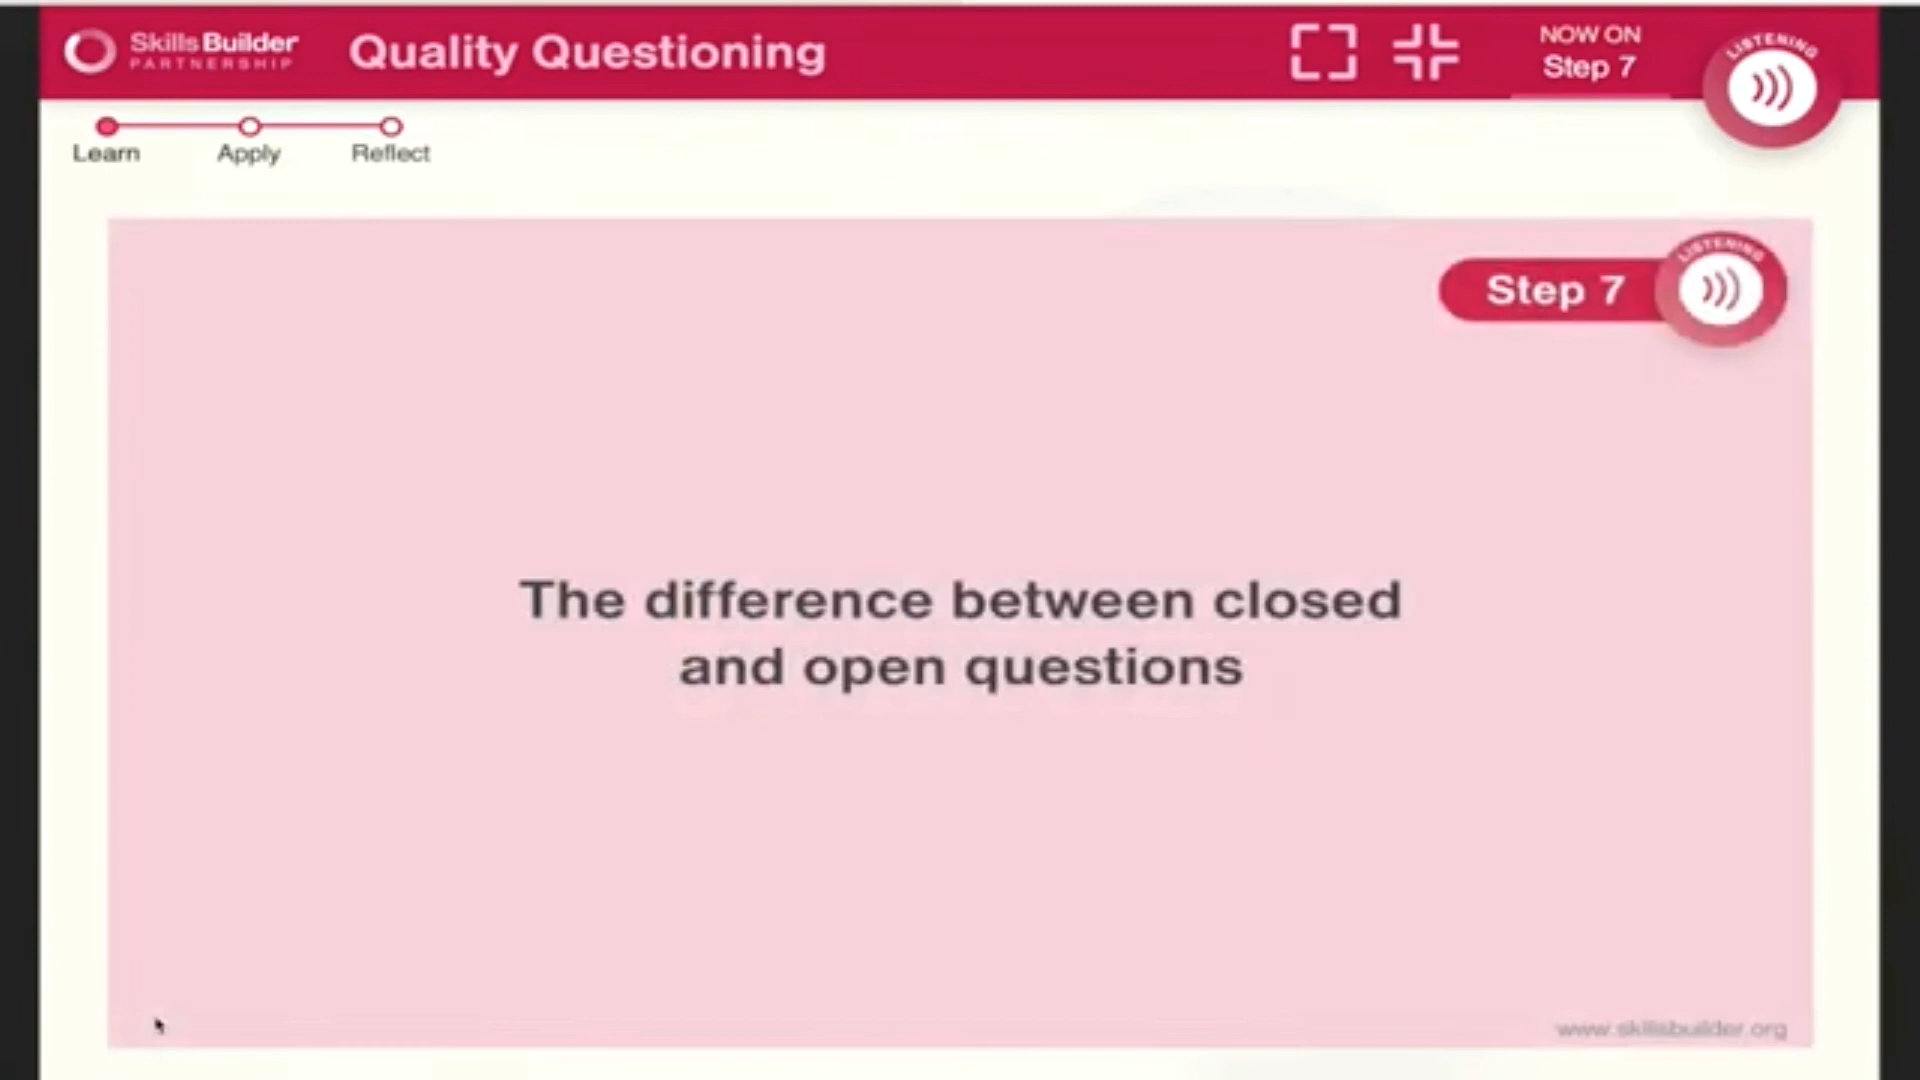 Skills Builder
PARTNERSHIP
Quality Questioning
NOW ON
Step 7
LISTENING
Learn
Apply
Reflect
Step 7
LISTENING
The difference between closed
and open questions
www.skillsbuilder.org